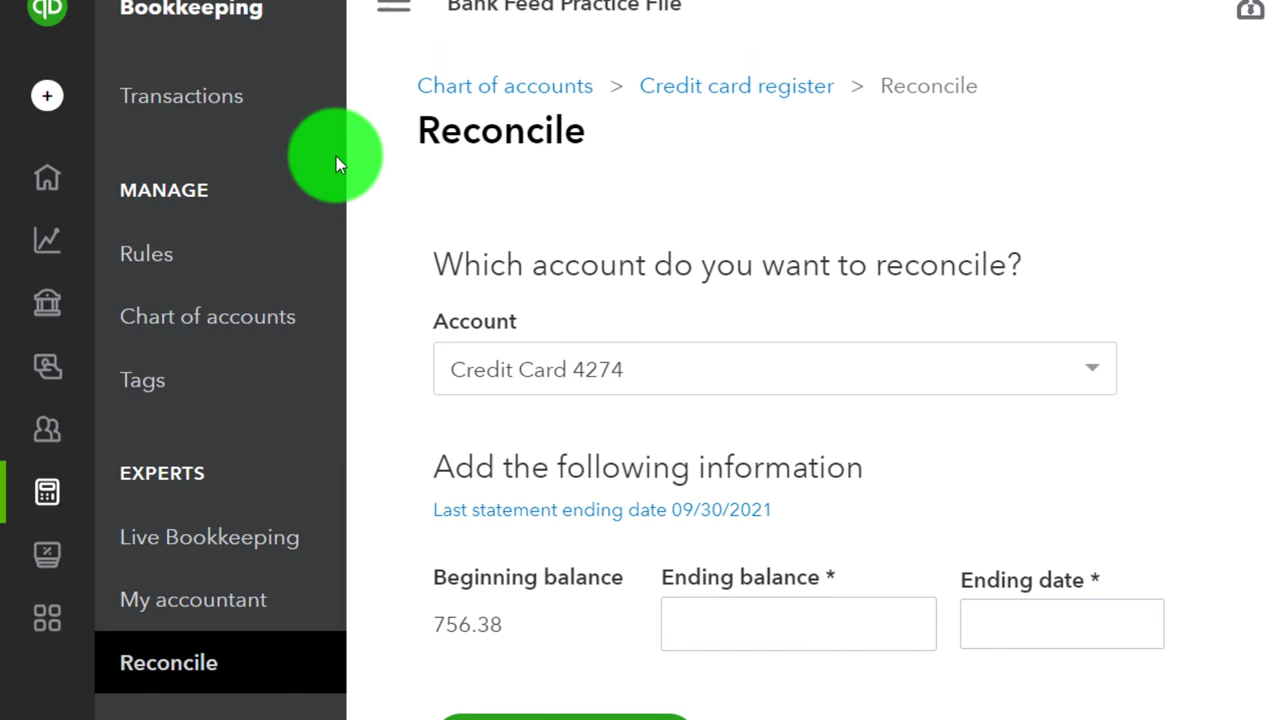 qb
Bookkeeping
Bank Feed Practice File
Transactions
Chart of accounts > Credit card register > Reconcile
Reconcile
MANAGE
Rules
Which account do you want to reconcile?
Chart of accounts
Account
Credit Card 4274
Tags
EXPERTS
Add the following information
Last statement ending date 09/30/2021
Live Bookkeeping
Beginning balance
Ending balance *
Ending date *
My accountant
756.38
Reconcile